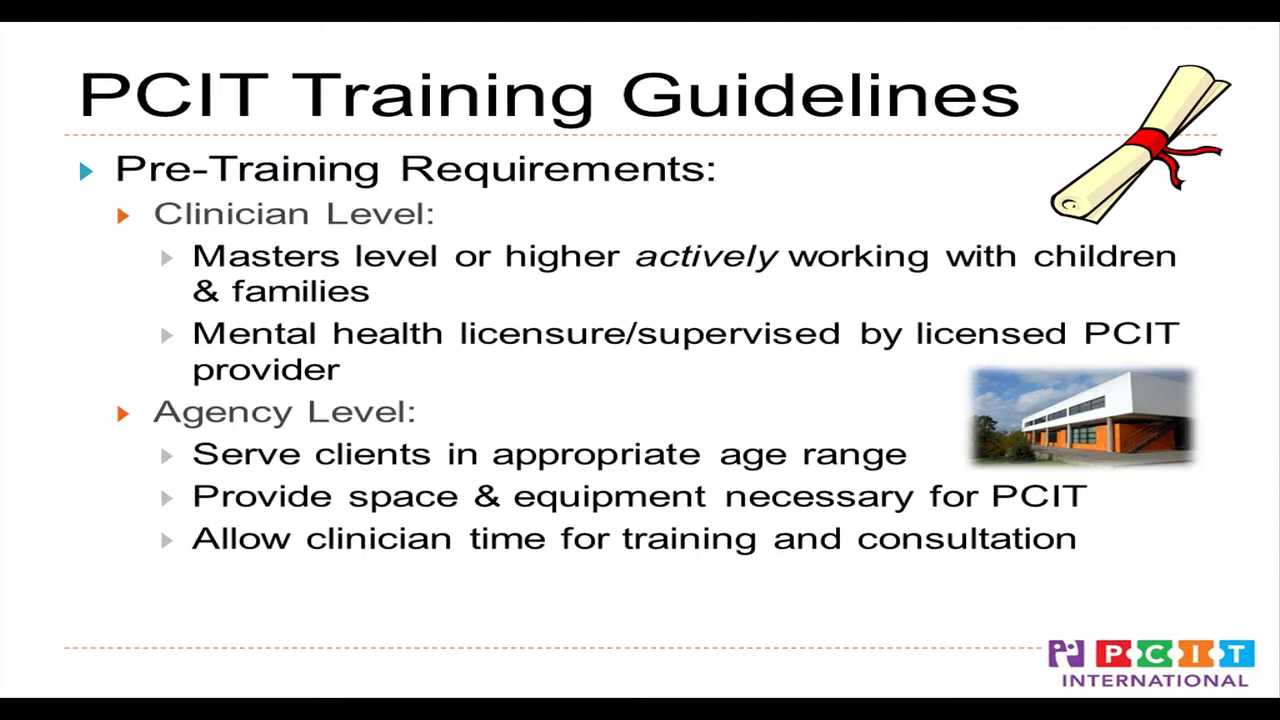 PCIT Training Guidelines
Pre-Training Requirements:
Clinician Level:
Masters level or higher actively working with children
& families
Mental health licensure/supervised by licensed PCIT
provider
Agency Level:
Serve clients in appropriate age range
Provide space & equipment necessary for PCIT
Allow clinician time for training and consultation
PCIT
INTERNATIONAL